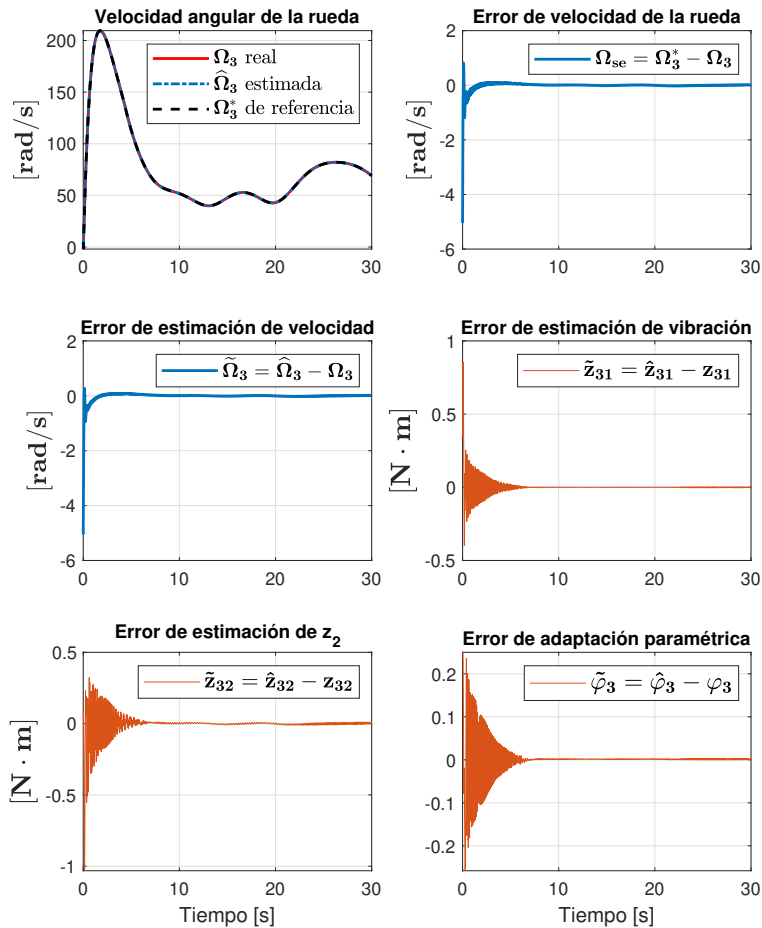 Velocidad angular de la rueda
200
150
100
50
0
0 10 20 30
[rad/s]
Ω₃ real
Ω̂₃ estimada
Ω₃* de referencia
Error de velocidad de la rueda
2
0
-2
-4
-6
0 10 20 30
[rad/s]
Ωse = Ω₃* − Ω₃
Error de estimación de velocidad
2
0
-2
-4
-6
0 10 20 30
[rad/s]
Ω̃₃ = Ω̂₃ − Ω₃
Error de estimación de vibración
1
0.5
0
-0.5
0 10 20 30
[N · m]
z̃₃₁ = ẑ₃₁ − z₃₁
Error de estimación de z₂
0.5
0
-0.5
-1
0 10 20 30
[N · m]
z̃₃₂ = ẑ₃₂ − z₃₂
Tiempo [s]
Error de adaptación paramétrica
0.2
0.1
0
-0.1
-0.2
0 10 20 30
φ̃₃ = φ̂₃ − φ₃
Tiempo [s]